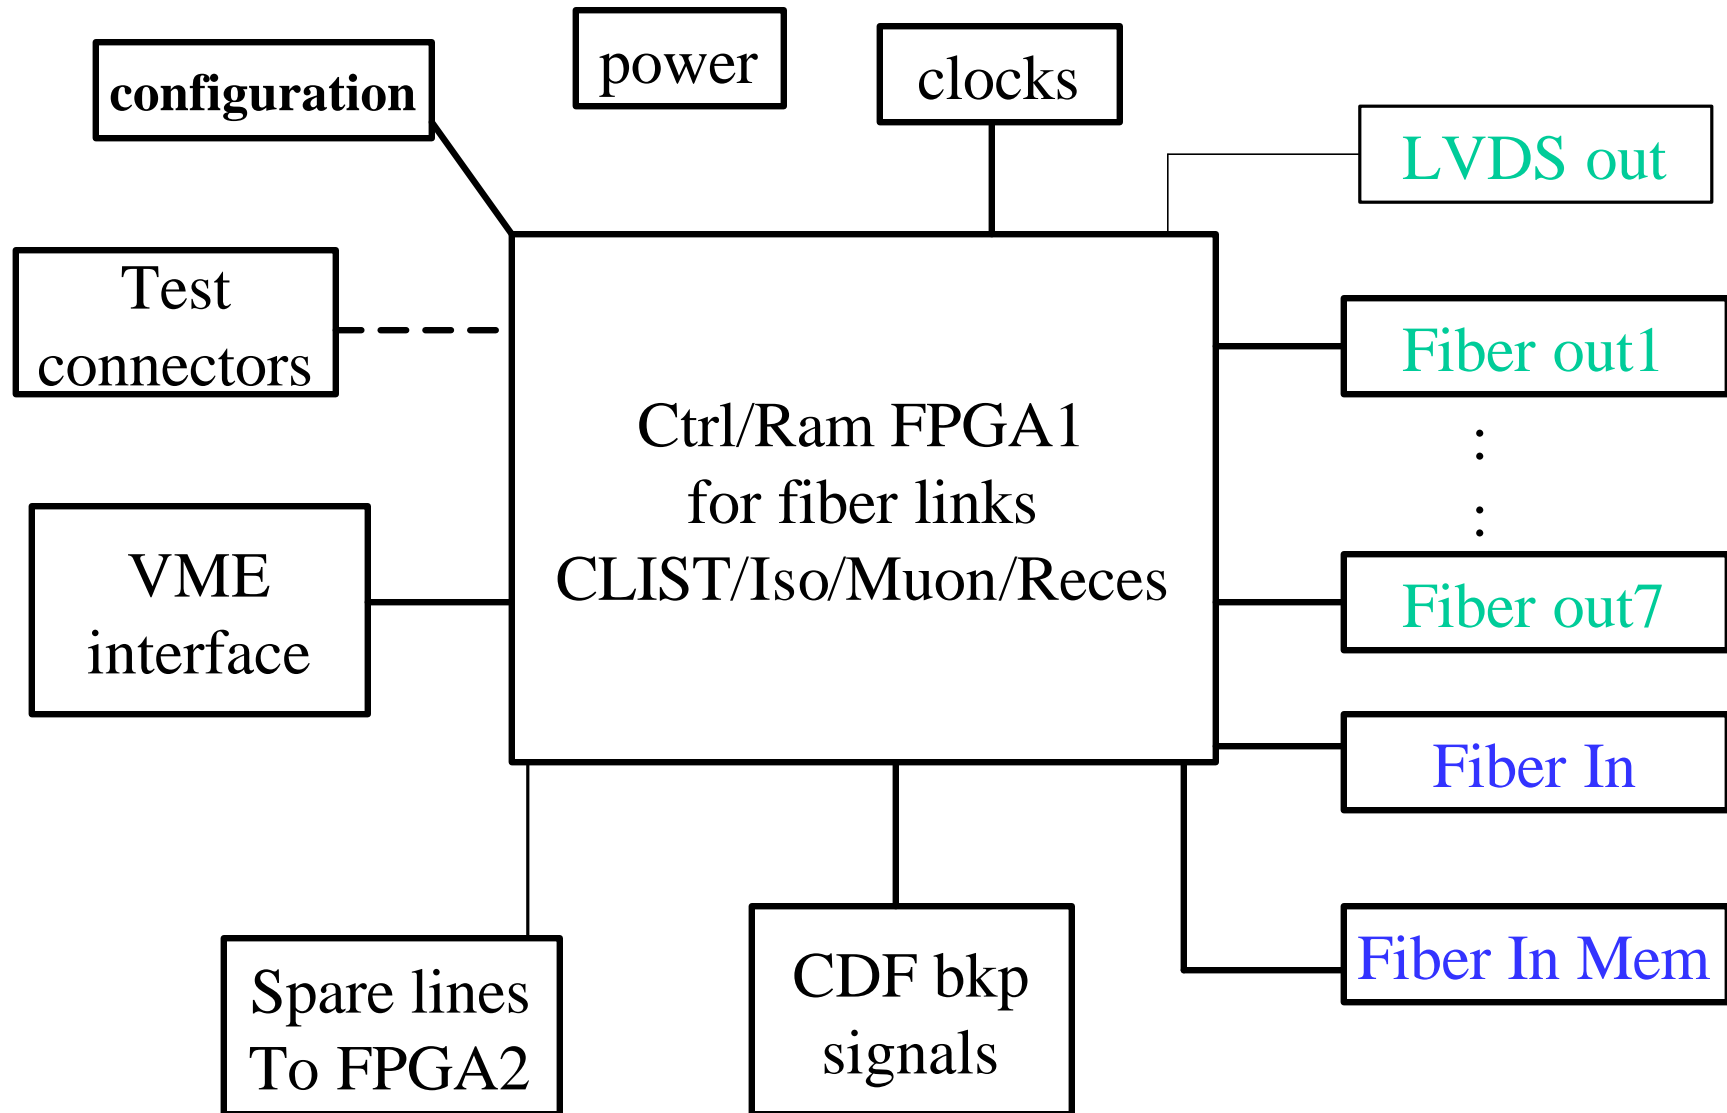 power
clocks
configuration
LVDS out
Test
connectors
Fiber out1
:
:
Ctrl/Ram FPGA1
for fiber links
CLIST/Iso/Muon/Reces
VME
interface
Fiber out7
Fiber In
Fiber In Mem
Spare lines
To FPGA2
CDF bkp
signals